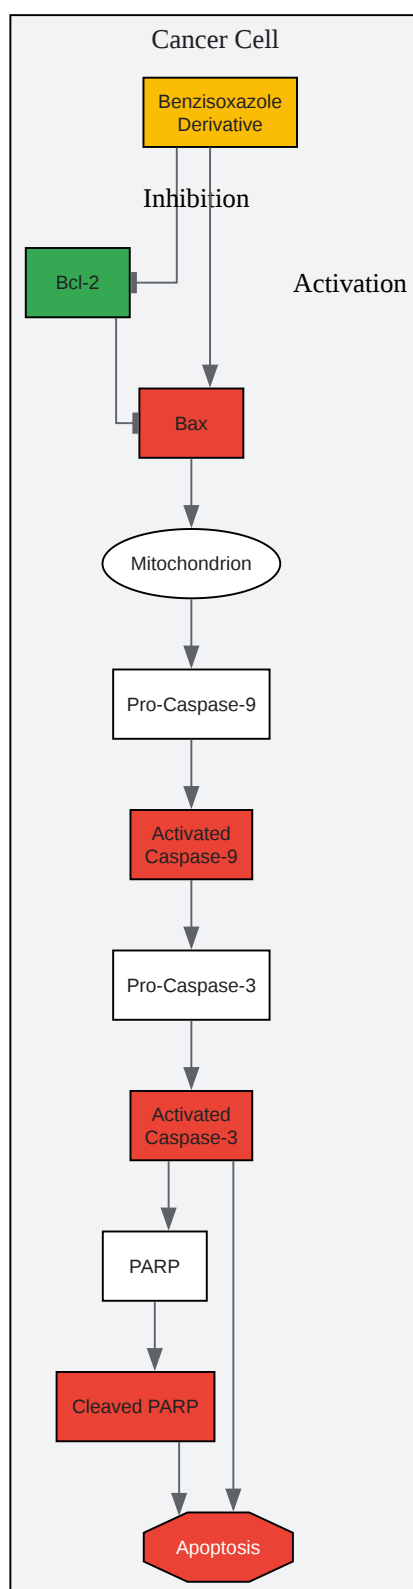 Cancer Cell
Benzisoxazole
Derivative
Inhibition
Bcl-2
Activation
Bax
Mitochondrion
Pro-Caspase-9
Activated
Caspase-9
Pro-Caspase-3
Activated
Caspase-3
PARP
Cleaved PARP
Apoptosis